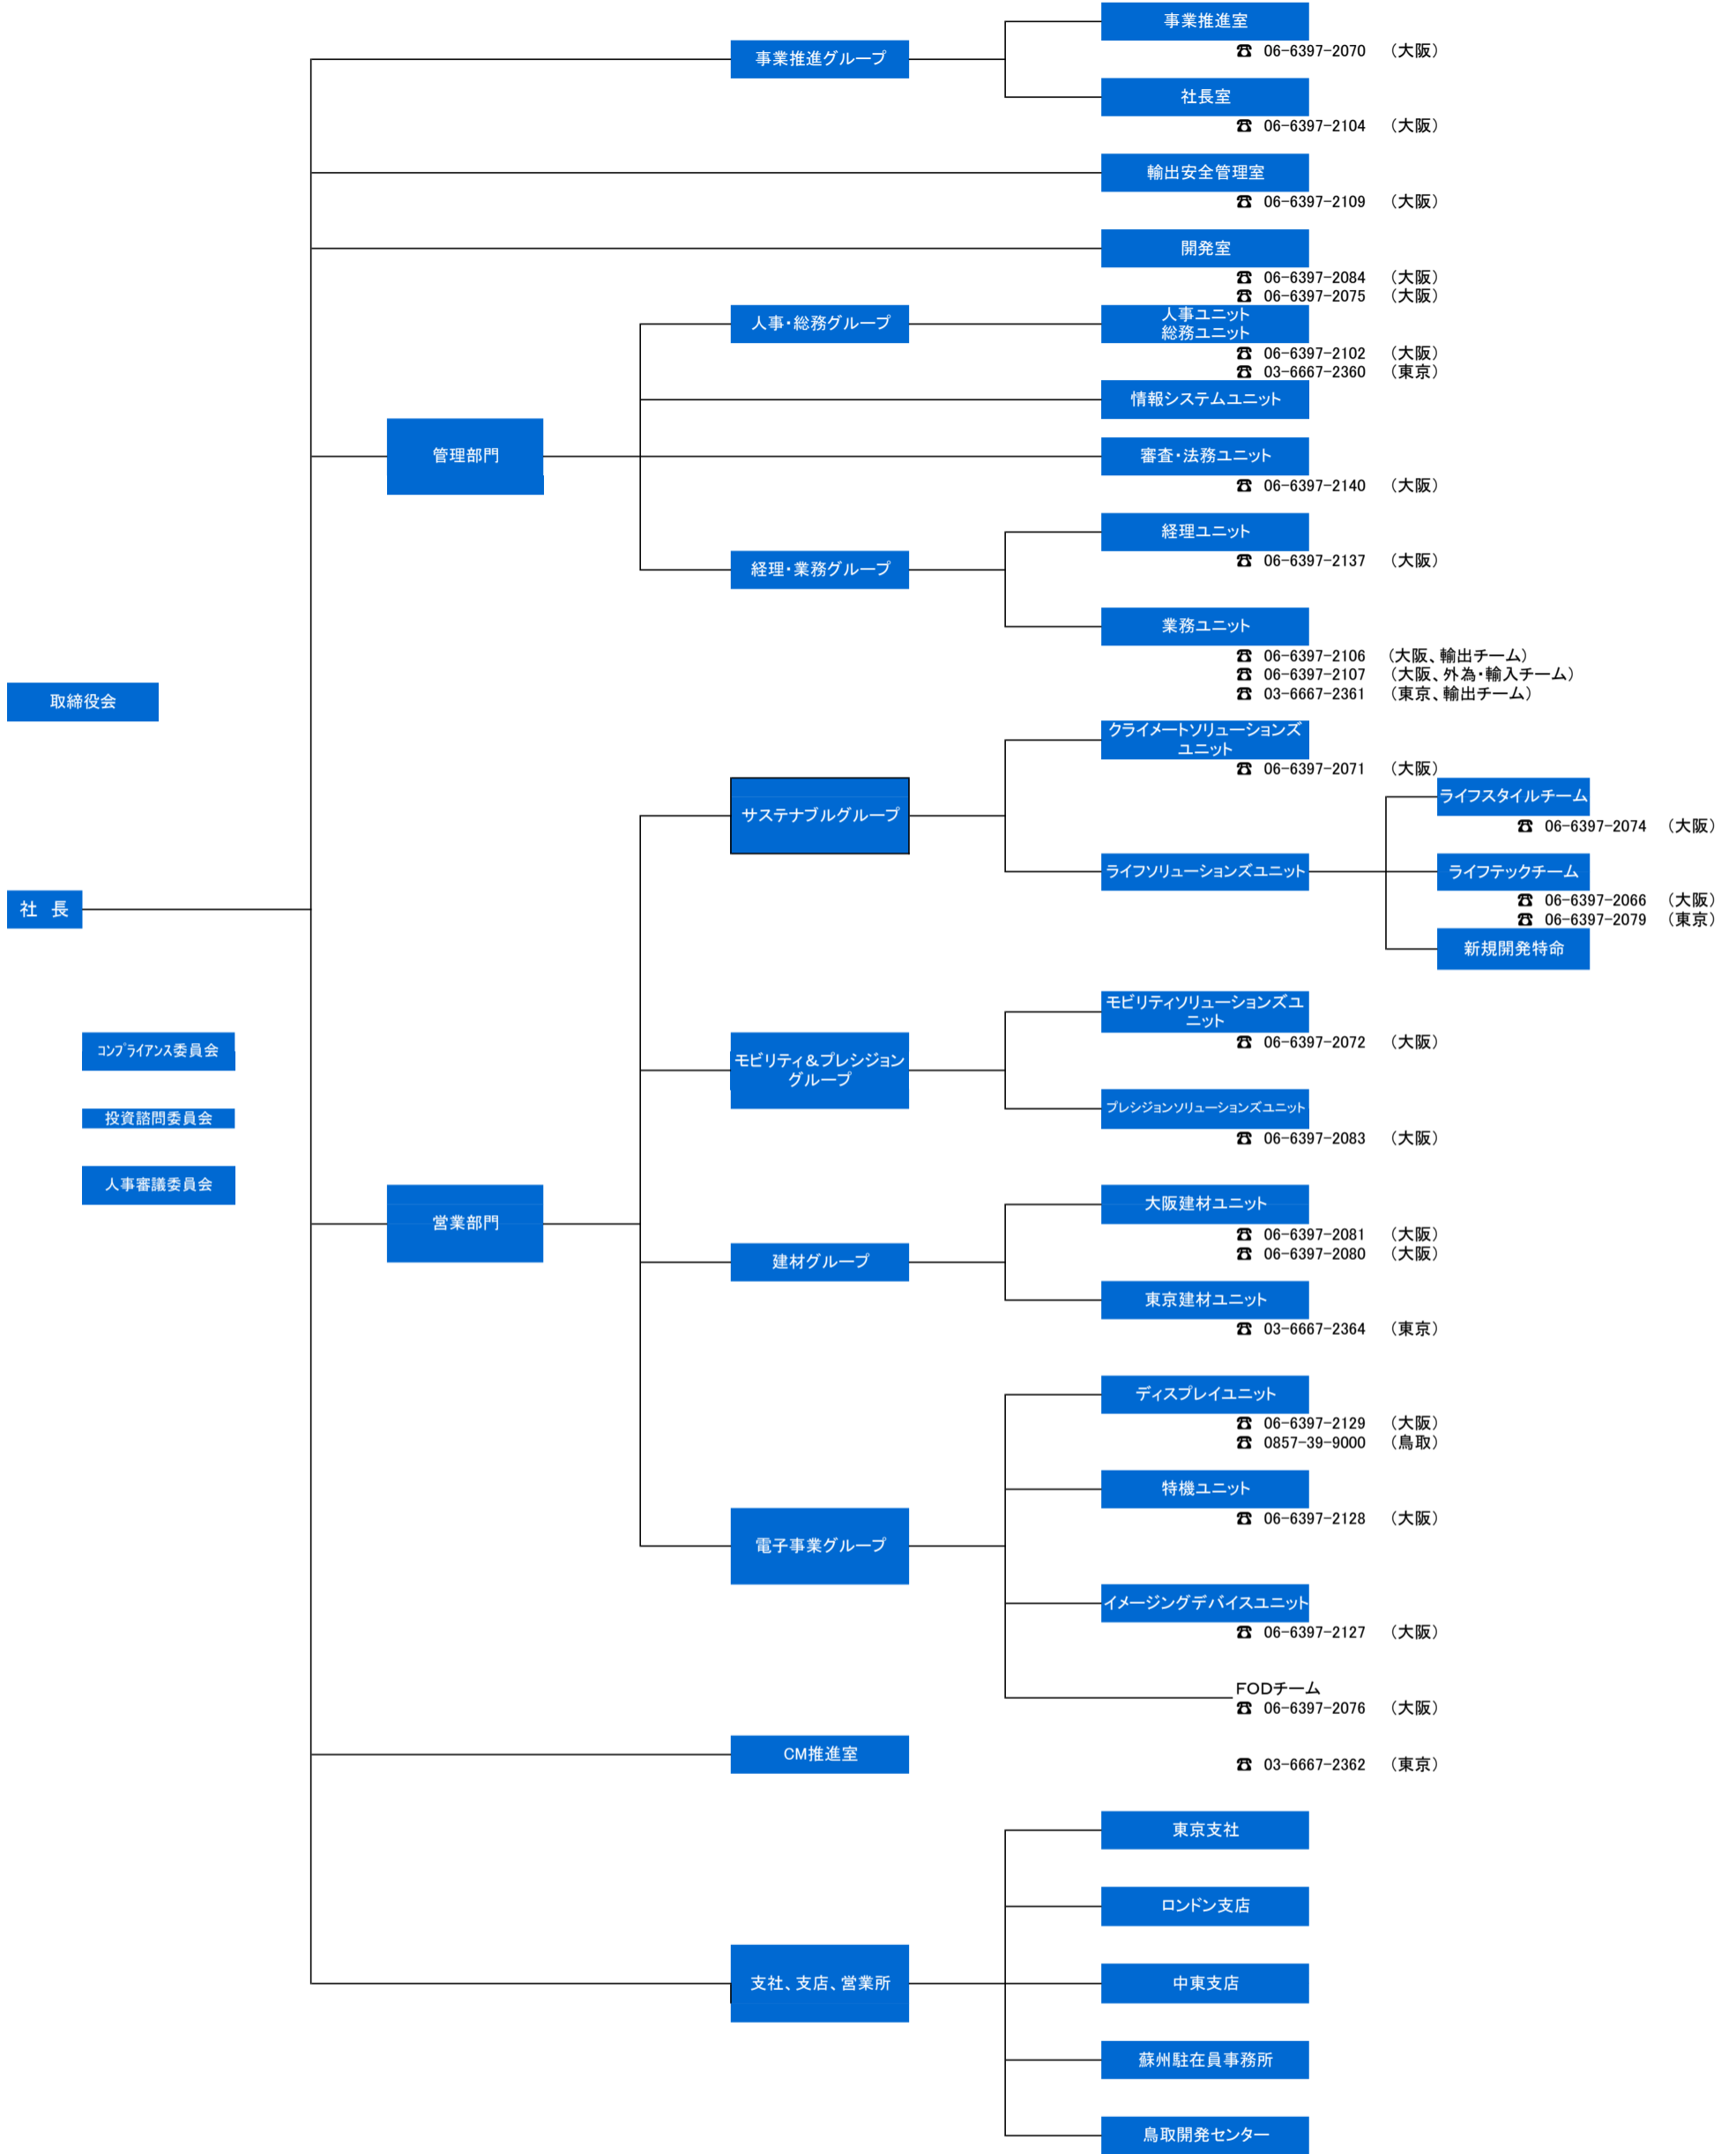 事業推進室
☎ 06-6397-2070 （大阪）
事業推進グループ
社長室
☎ 06-6397-2104 （大阪）
輸出安全管理室
☎ 06-6397-2109 （大阪）
開発室
☎ 06-6397-2084 （大阪）
☎ 06-6397-2075 （大阪）
人事・総務グループ
人事ユニット
総務ユニット
☎ 06-6397-2102 （大阪）
☎ 03-6667-2360 （東京）
情報システムユニット
管理部門
審査・法務ユニット
☎ 06-6397-2140 （大阪）
経理ユニット
☎ 06-6397-2137 （大阪）
経理・業務グループ
業務ユニット
☎ 06-6397-2106 （大阪、輸出チーム）
☎ 06-6397-2107 （大阪、外為・輸入チーム）
☎ 03-6667-2361 （東京、輸出チーム）
取締役会
クライメートソリューションズ
ユニット
☎ 06-6397-2071 （大阪）
サステナブルグループ
ライフスタイルチーム
☎ 06-6397-2074 （大阪）
ライフソリューションズユニット
ライフテックチーム
☎ 06-6397-2066 （大阪）
☎ 06-6397-2079 （東京）
社 長
新規開発特命
モビリティソリューションズユ
ニット
☎ 06-6397-2072 （大阪）
コンプライアンス委員会
モビリティ＆プレシジョン
グループ
投資諮問委員会
プレシジョンソリューションズユニット
☎ 06-6397-2083 （大阪）
人事審議委員会
営業部門
大阪建材ユニット
☎ 06-6397-2081 （大阪）
☎ 06-6397-2080 （大阪）
建材グループ
東京建材ユニット
☎ 03-6667-2364 （東京）
ディスプレイユニット
☎ 06-6397-2129 （大阪）
☎ 0857-39-9000 （鳥取）
特機ユニット
☎ 06-6397-2128 （大阪）
電子事業グループ
イメージングデバイスユニット
☎ 06-6397-2127 （大阪）
FODチーム
☎ 06-6397-2076 （大阪）
CM推進室
☎ 03-6667-2362 （東京）
東京支社
ロンドン支店
支社、支店、営業所
中東支店
蘇州駐在員事務所
鳥取開発センター